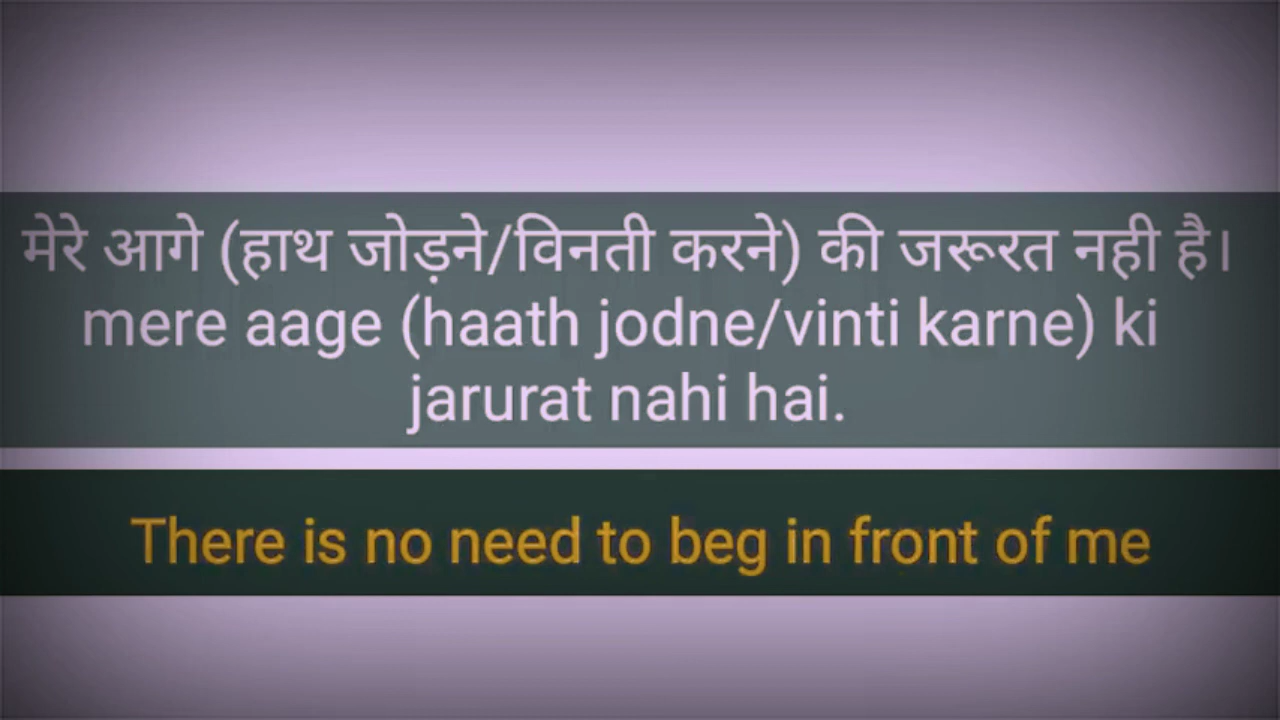 मेरे आगे (हाथ जोड़ने/विनती करने) की जरूरत नही है।
mere aage (haath jodne/vinti karne) ki
jarurat nahi hai.
There is no need to beg in front of me